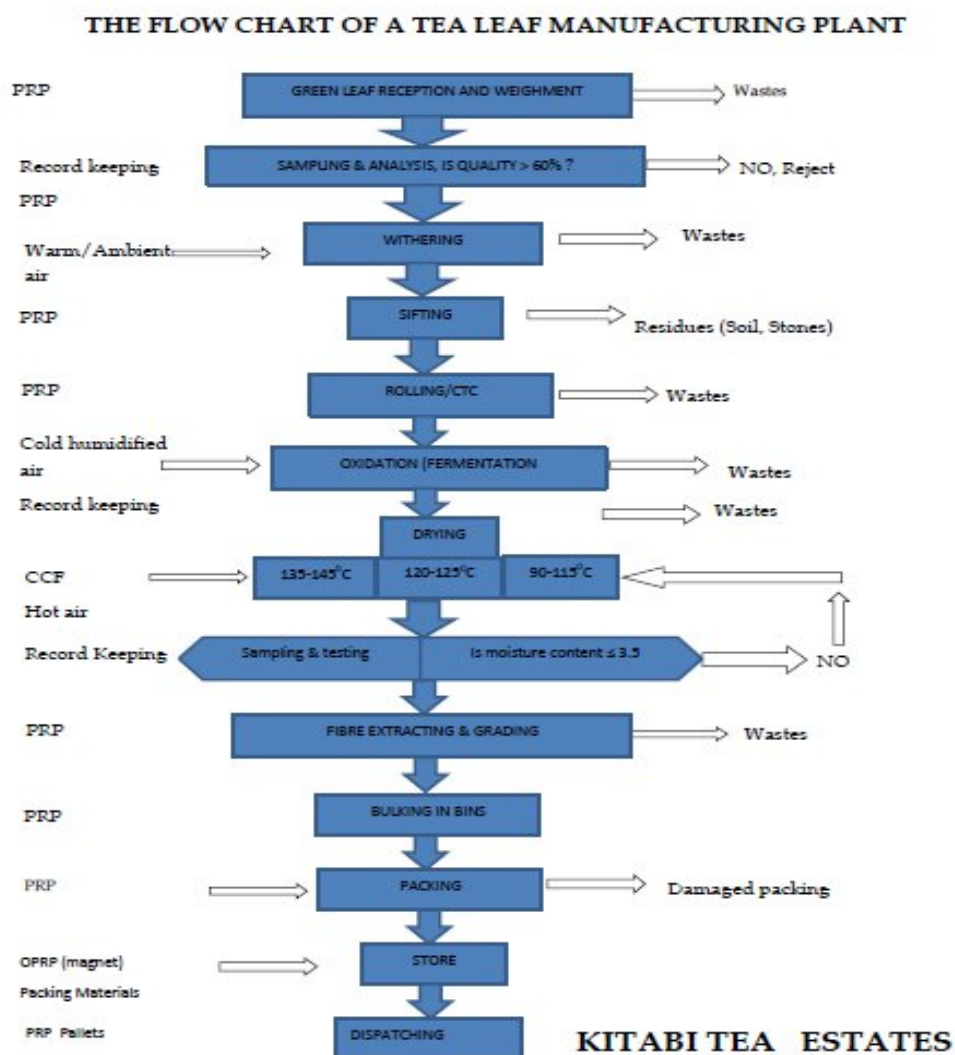 THE FLOW CHART OF A TEA LEAF MANUFACTURING PLANT
PRP
GREEN LEAF RECEPTION AND WEIGHMENT
Wastes
Record keeping
SAMPLING & ANALYSIS, IS QUALITY > 60% ?
NO, Reject
PRP
WITHERING
Wastes
Warm/Ambient
air
PRP
SIFTING
Residues (Soil, Stones)
PRP
ROLLING/CTC
Wastes
Cold humidified
air
OXIDATION (FERMENTATION
Wastes
Record keeping
Wastes
DRYING
CCF
135-145⁰C
120-125⁰C
90-115⁰C
Hot air
Record Keeping
Sampling & testing
Is moisture content ≤ 3.5
NO
PRP
FIBRE EXTRACTING & GRADING
Wastes
PRP
BULKING IN BINS
PRP
PACKING
Damaged packing
OPRP (magnet)
STORE
Packing Materials
PRP Pallets
DISPATCHING
KITABI TEA ESTATES